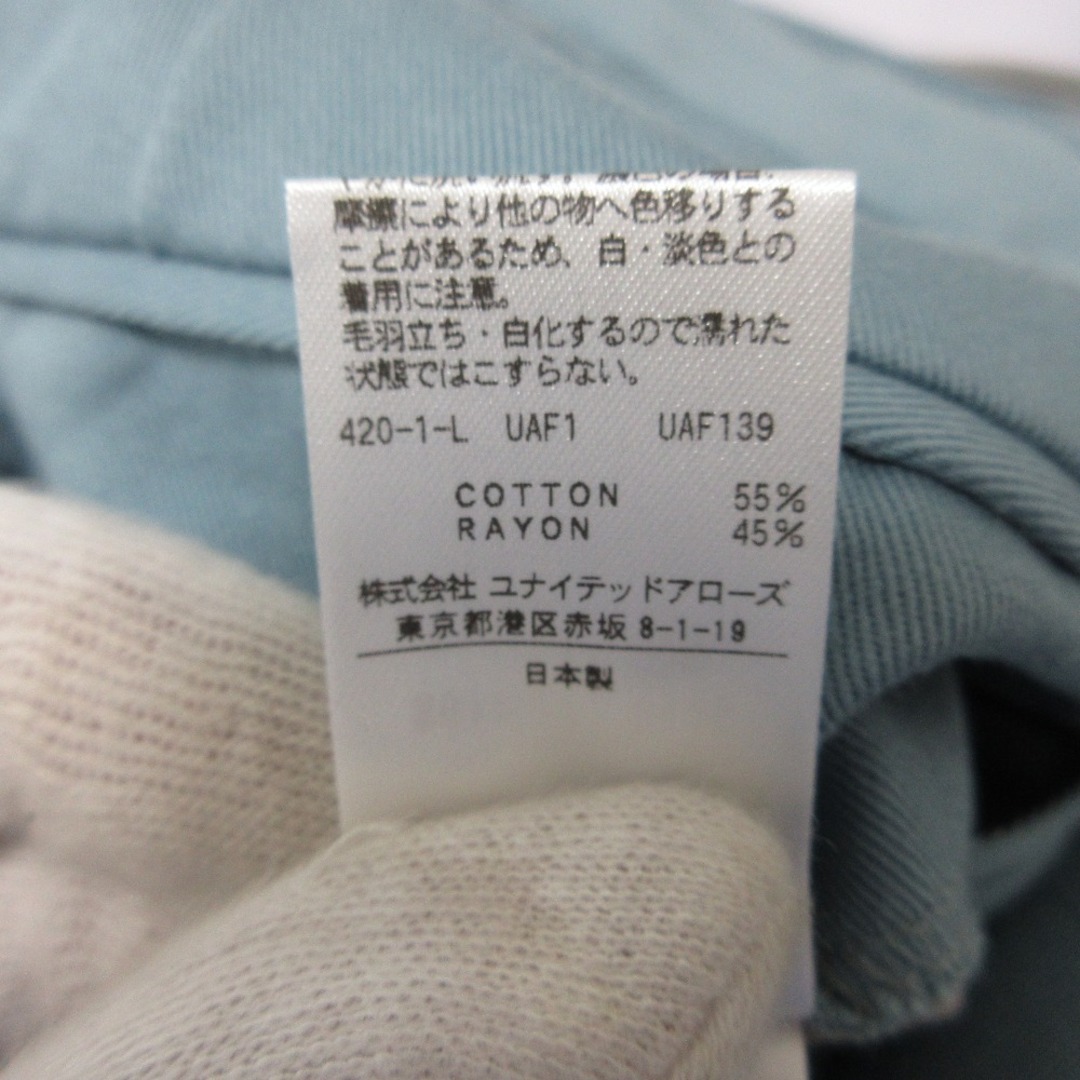 摩擦により他の物へ色移りする
ことがあるため、白・淡色との
着用に注意。
毛羽立ち・白化するので濡れた
状態ではこすらない。
420-1-L UAF1 UAF139
COTTON 55%
RAYON 45%
株式会社 ユナイテッドアローズ
東京都港区赤坂 8-1-19
日本製